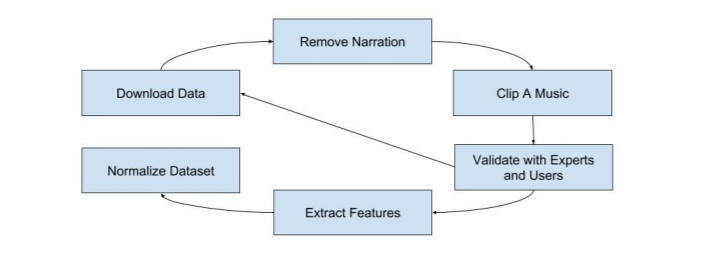 Remove Narration
Download Data
Clip A Music
Normalize Dataset
Validate with Experts
and Users
Extract Features